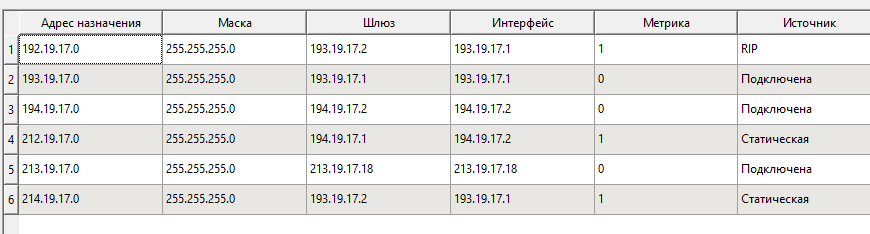 Адрес назначения Маска Шлюз Интерфейс Метрика Источник
1 192.19.17.0 255.255.255.0 193.19.17.2 193.19.17.1 1 RIP
2 193.19.17.0 255.255.255.0 193.19.17.1 193.19.17.1 0 Подключена
3 194.19.17.0 255.255.255.0 194.19.17.2 194.19.17.2 0 Подключена
4 212.19.17.0 255.255.255.0 194.19.17.1 194.19.17.2 1 Статическая
5 213.19.17.0 255.255.255.0 213.19.17.18 213.19.17.18 0 Подключена
6 214.19.17.0 255.255.255.0 193.19.17.2 193.19.17.1 1 Статическая